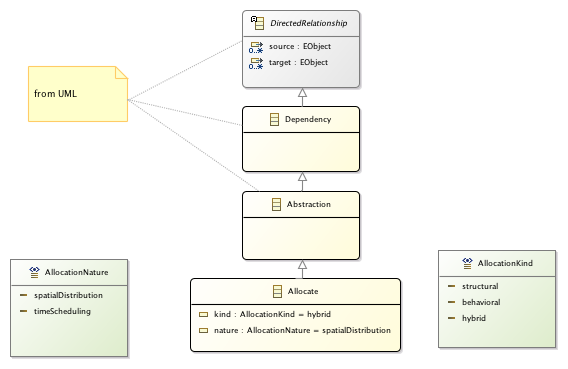 DirectedRelationship
source : EObject
0..*
target : EObject
0..*
from UML
Dependency
Abstraction
AllocationNature
spatialDistribution
timeScheduling
Allocate
kind : AllocationKind = hybrid
nature : AllocationNature = spatialDistribution
AllocationKind
structural
behavioral
hybrid